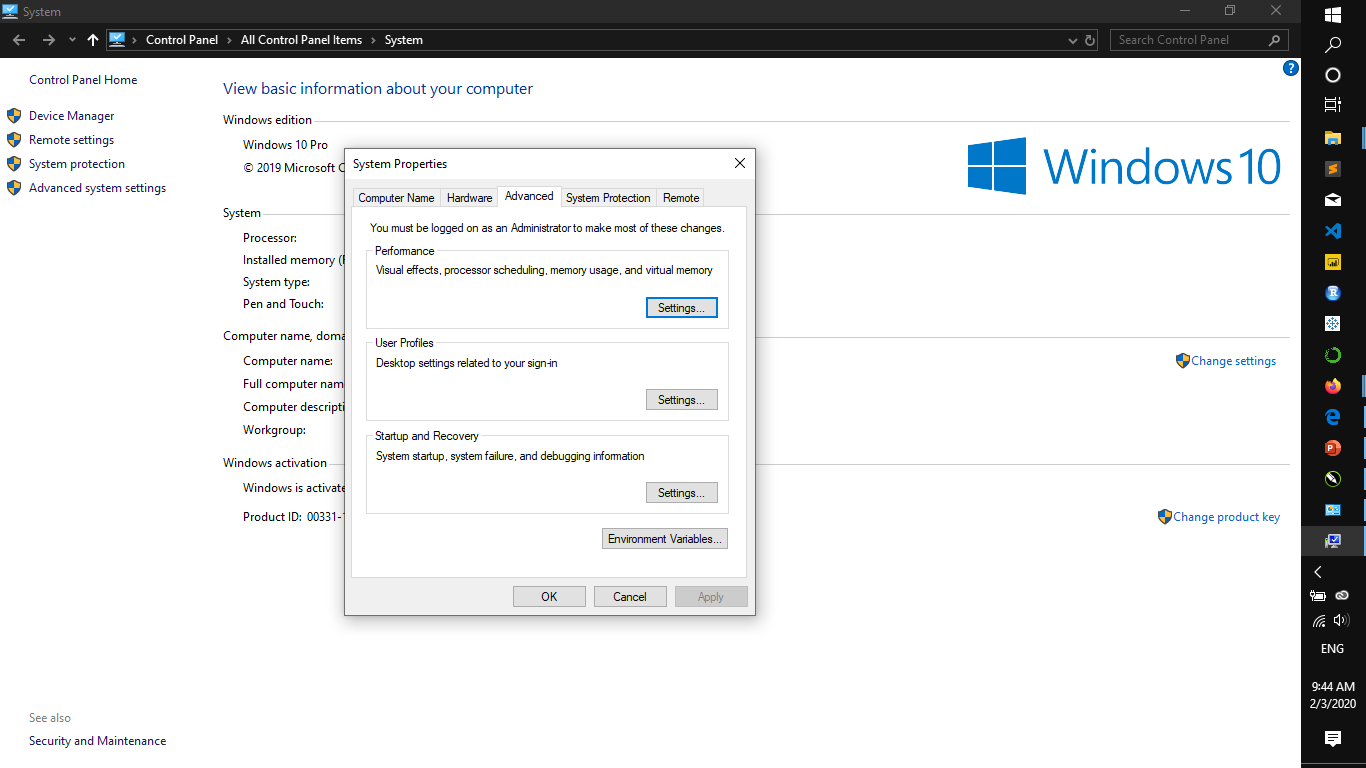 System
Control Panel > All Control Panel Items > System
Search Control Panel
Control Panel Home
Device Manager
Remote settings
System protection
Advanced system settings
See also
Security and Maintenance
View basic information about your computer
Windows edition
Windows 10 Pro
© 2019 Microsoft
Windows 10
System
Processor:
Installed memory
System type:
Pen and Touch:
Computer name,
Computer name:
Full computer
Computer
Workgroup:
Change settings
Windows activation
Windows is
Product ID: 00331-
Change product key
System Properties
Computer Name
Hardware
Advanced
System Protection
Remote
You must be logged on as an Administrator to make most of these changes.
Performance
Visual effects, processor scheduling, memory usage, and virtual memory
Settings...
User Profiles
Desktop settings related to your sign-in
Settings...
Startup and Recovery
System startup, system failure, and debugging information
Settings...
Environment Variables...
OK
Cancel
Apply
ENG
9:44 AM
2/3/2020